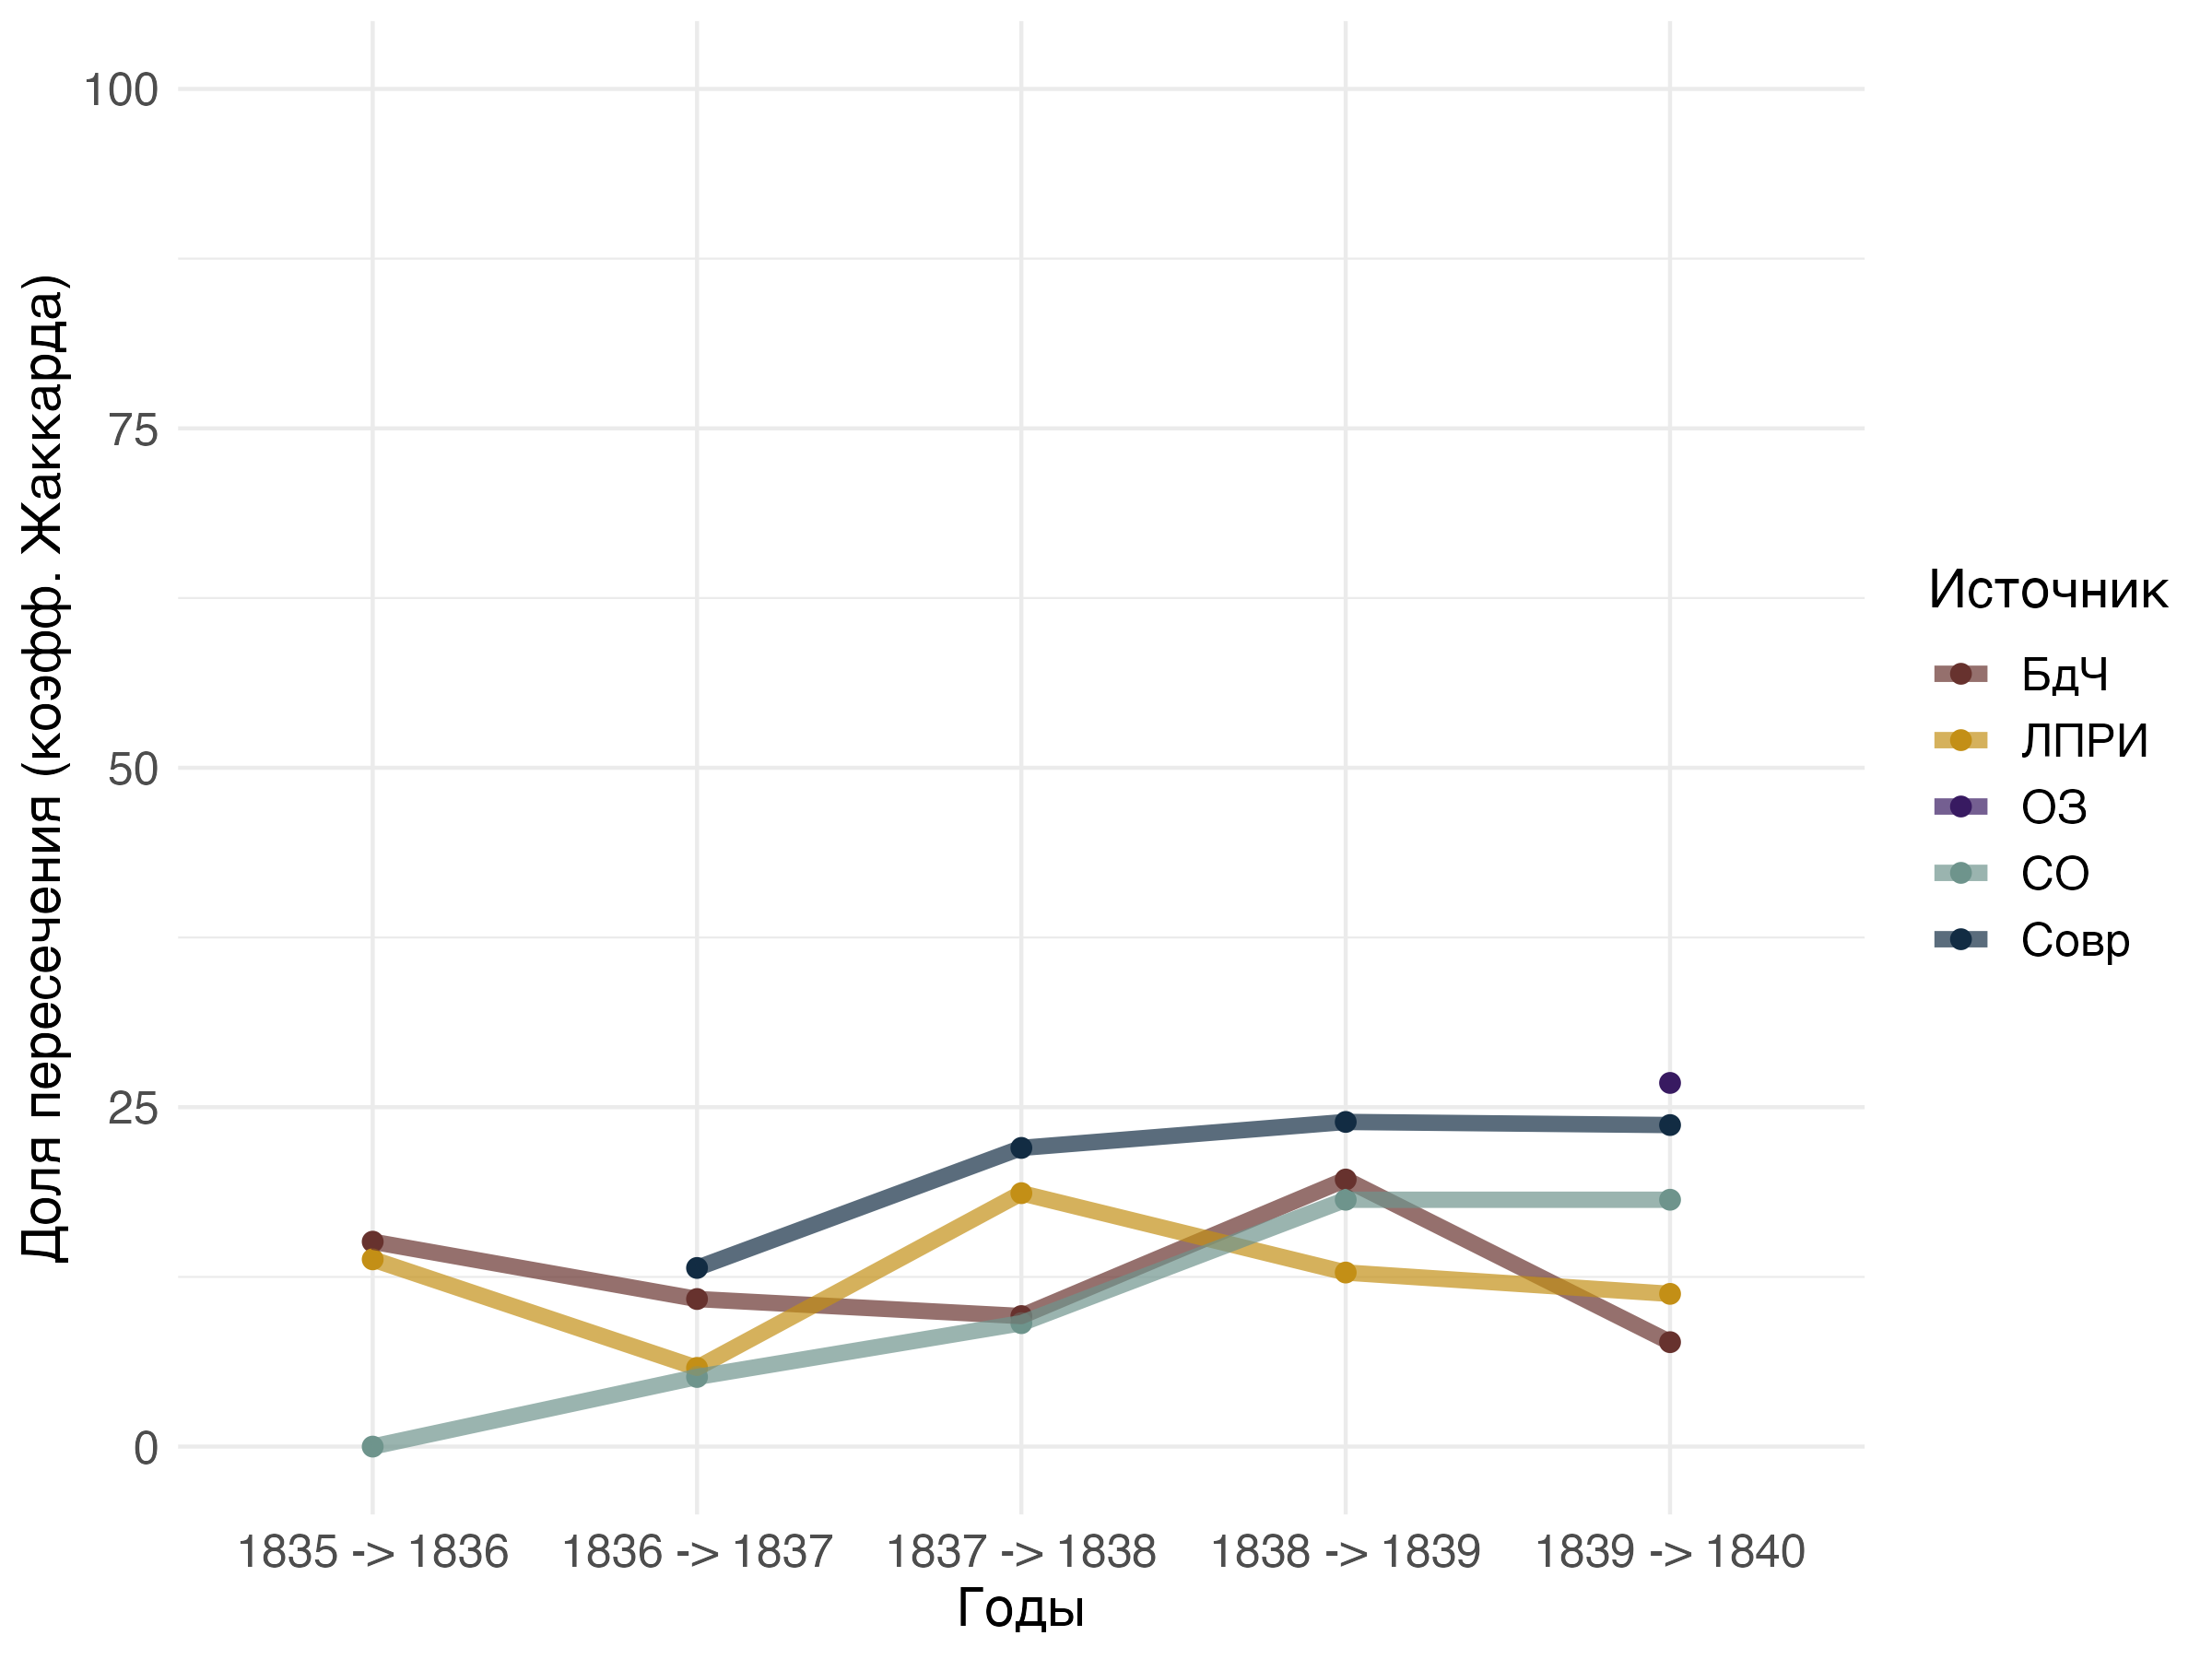 Доля перессечения (коэфф. Жаккарда)
100
75
50
25
0
1835 -> 1836
1836 -> 1837
1837 -> 1838
1838 -> 1839
1839 -> 1840
Годы
Источник
БдЧ
ЛПРИ
ОЗ
СО
Совр